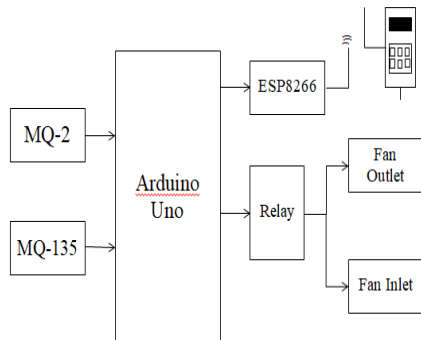 ESP8266
MQ-2
Arduino
Uno
Fan
Outlet
Relay
MQ-135
Fan Inlet